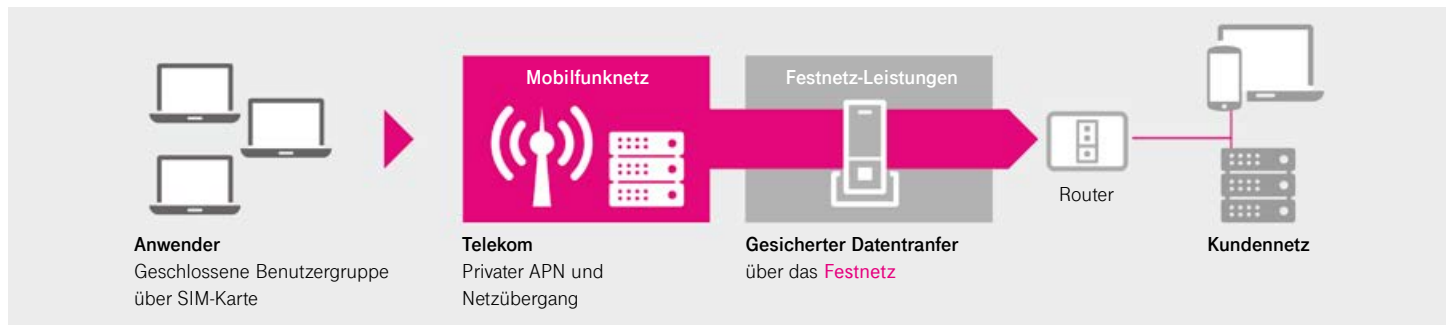 Mobilfunknetz
Festnetz-Leistungen
Router
Anwender
Geschlossene Benutzergruppe
über SIM-Karte
Telekom
Privater APN und
Netzübergang
Gesicherter Datentranfer
über das Festnetz
Kundennetz